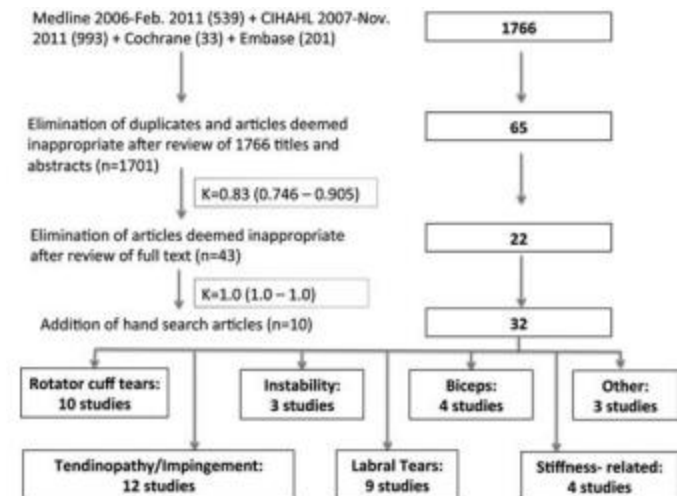 Medline 2006-Feb. 2011 (539) + CIHAHL 2007-Nov.
2011 (993) + Cochrane (33) + Embase (201)
1766
Elimination of duplicates and articles deemed
inappropriate after review of 1766 titles and
abstracts (n=1701)
65
K=0.83 (0.746 – 0.905)
Elimination of articles deemed inappropriate
after review of full text (n=43)
22
K=1.0 (1.0 – 1.0)
Addition of hand search articles (n=10)
32
Rotator cuff tears:
10 studies
Instability:
3 studies
Biceps:
4 studies
Other:
3 studies
Tendinopathy/Impingement:
12 studies
Labral Tears:
9 studies
Stiffness- related:
4 studies